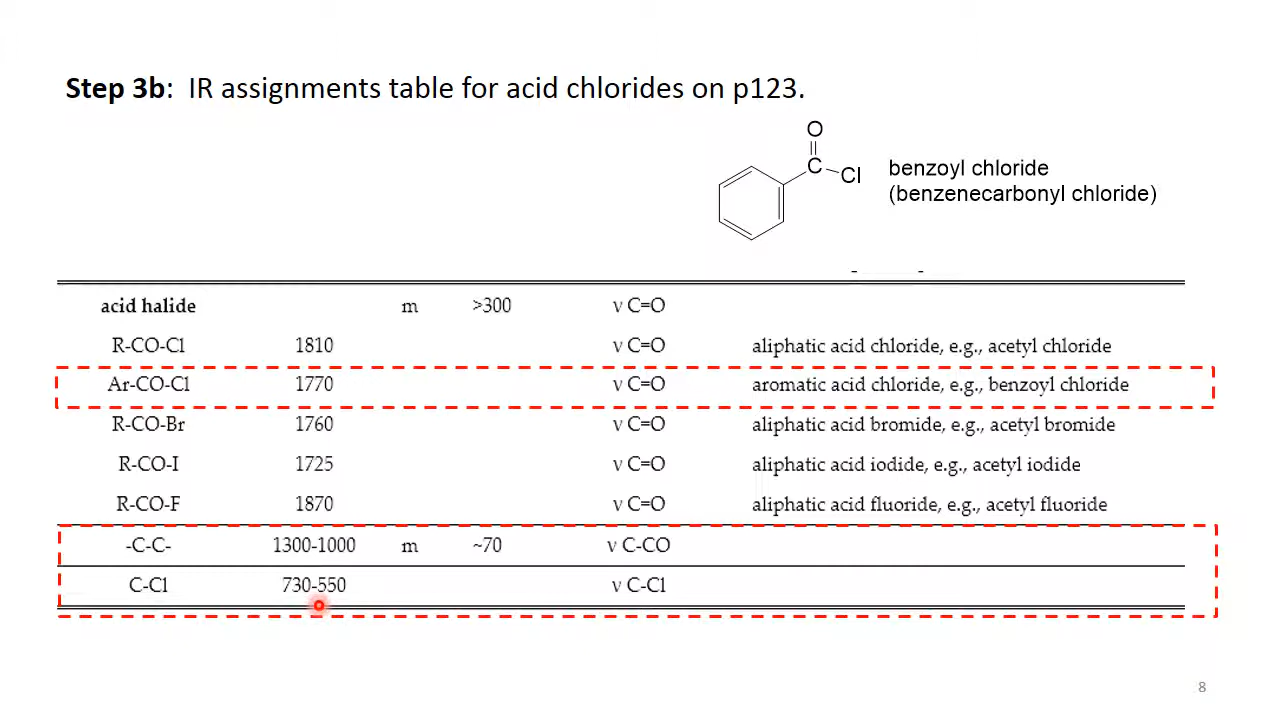 Step 3b: IR assignments table for acid chlorides on p123.
O
C
Cl
benzoyl chloride
(benzenecarbonyl chloride)
acid halide m >300 ν C=O
R-CO-Cl 1810 ν C=O aliphatic acid chloride, e.g., acetyl chloride
Ar-CO-Cl 1770 ν C=O aromatic acid chloride, e.g., benzoyl chloride
R-CO-Br 1760 ν C=O aliphatic acid bromide, e.g., acetyl bromide
R-CO-I 1725 ν C=O aliphatic acid iodide, e.g., acetyl iodide
R-CO-F 1870 ν C=O aliphatic acid fluoride, e.g., acetyl fluoride
-C-C- 1300-1000 m ~70 ν C-CO
C-Cl 730-550 ν C-Cl
8